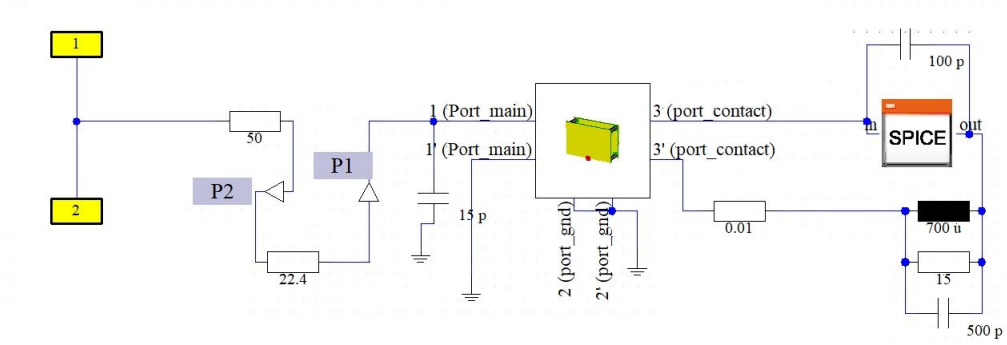 1
100 p
1 (Port_main)
3 (port_contact)
in
SPICE
out
50
1' (Port_main)
3' (port_contact)
P1
P2
2
15 p
0.01
700 u
2 (port_gnd)
2' (port_gnd)
22.4
15
500 p